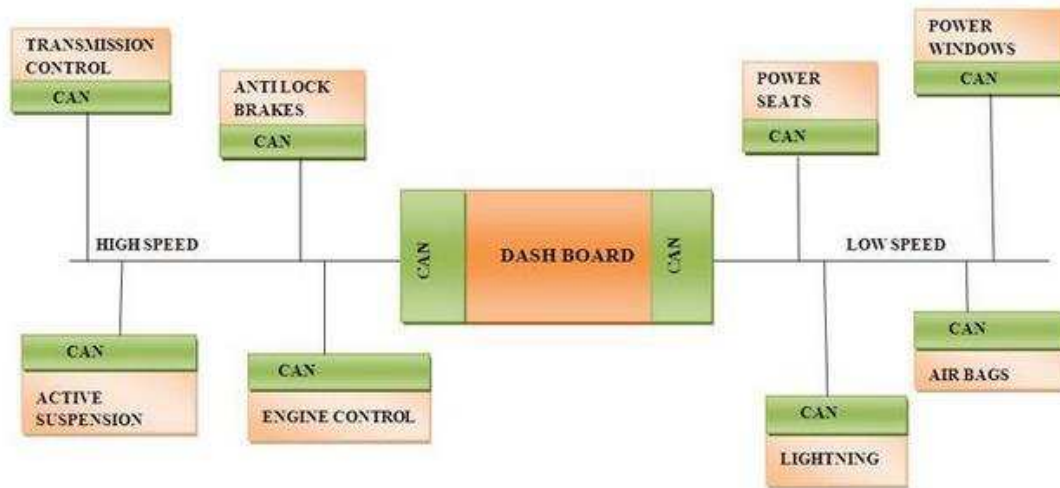 TRANSMISSION
CONTROL
CAN
ANTI LOCK
BRAKES
CAN
POWER
SEATS
CAN
POWER
WINDOWS
CAN
HIGH SPEED
CAN
DASH BOARD
CAN
LOW SPEED
CAN
ACTIVE
SUSPENSION
CAN
ENGINE CONTROL
CAN
LIGHTNING
CAN
AIR BAGS